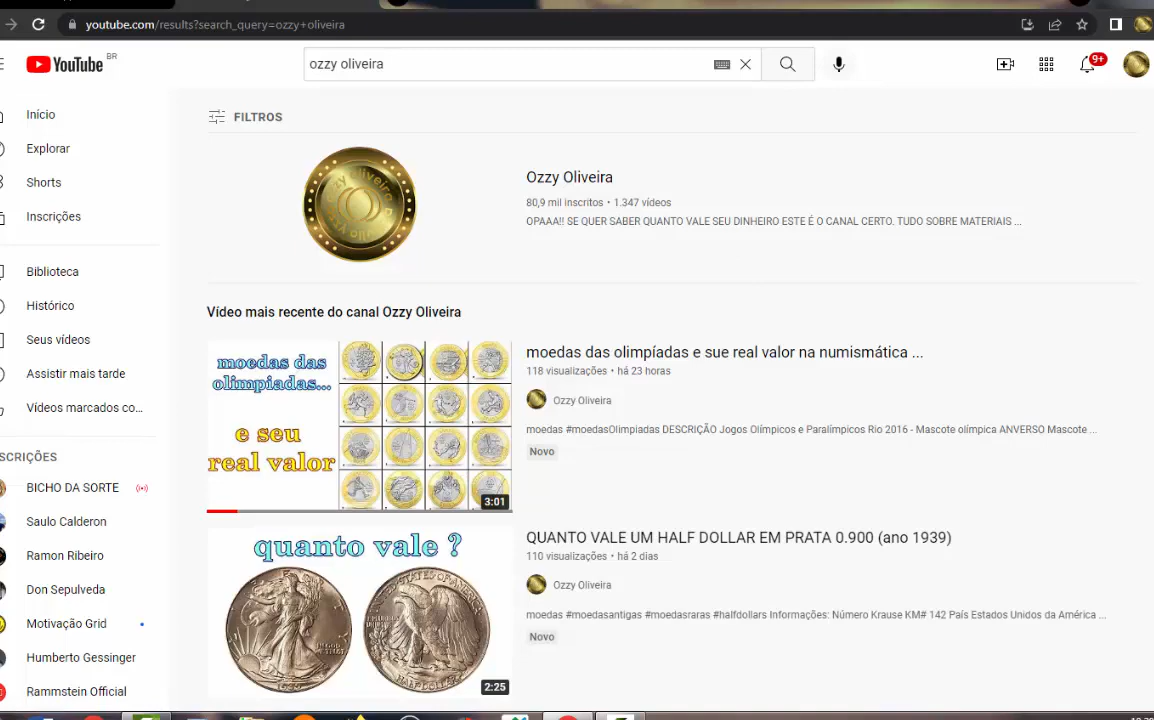 youtube.com/results?search_query=ozzy+oliveira
YouTube BR
ozzy oliveira
9+
Início
Explorar
Shorts
Inscrições
Biblioteca
Histórico
Seus vídeos
Assistir mais tarde
Vídeos marcados co...
SCRIÇÕES
BICHO DA SORTE
Saulo Calderon
Ramon Ribeiro
Don Sepulveda
Motivação Grid
Humberto Gessinger
Rammstein Official
FILTROS
ozzy oliveira
Ozzy Oliveira
80,9 mil inscritos • 1.347 vídeos
OPAAA!! SE QUER SABER QUANTO VALE SEU DINHEIRO ESTE É O CANAL CERTO. TUDO SOBRE MATERIAIS ...
Vídeo mais recente do canal Ozzy Oliveira
moedas das
olimpíadas...
e seu
real valor
3:01
moedas das olimpíadas e sue real valor na numismática ...
118 visualizações • há 23 horas
Ozzy Oliveira
moedas #moedasOlimpiadas DESCRIÇÃO Jogos Olímpicos e Paralímpicos Rio 2016 - Mascote olímpica ANVERSO Mascote ...
Novo
quanto vale ?
2:25
QUANTO VALE UM HALF DOLLAR EM PRATA 0.900 (ano 1939)
110 visualizações • há 2 dias
Ozzy Oliveira
moedas #moedasantigas #moedasraras #halfdollars Informações: Número Krause KM# 142 País Estados Unidos da América ...
Novo